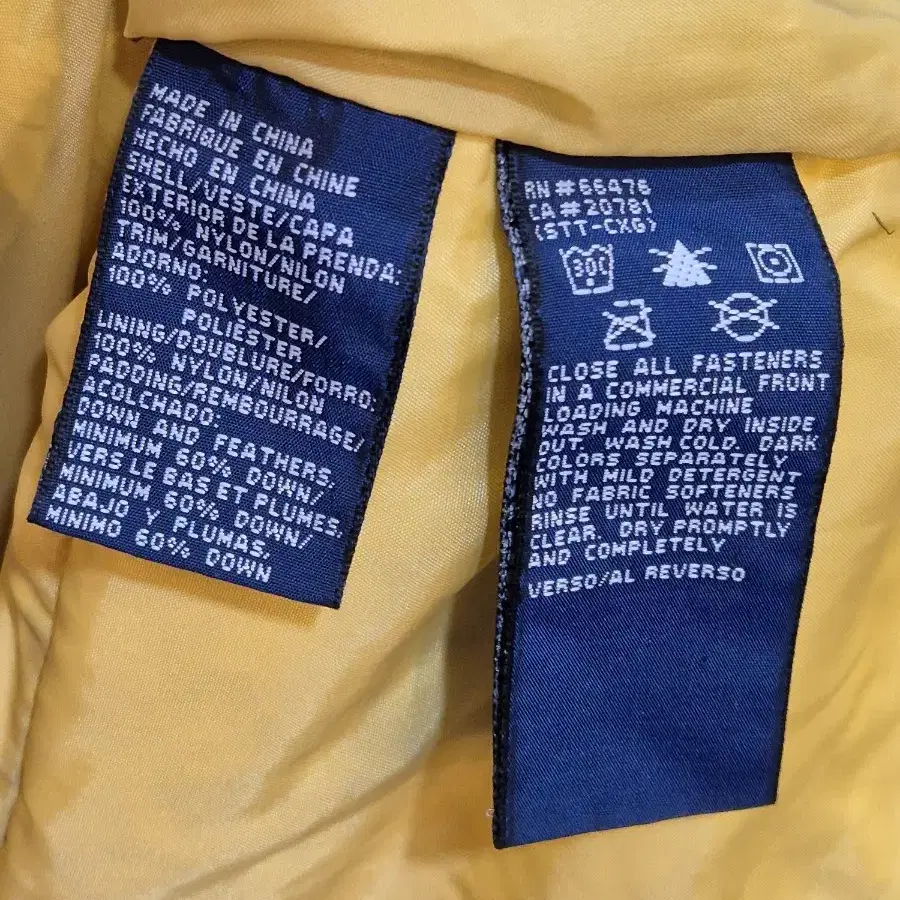 MADE IN CHINA
FABRIQUE EN CHINE
HECHO EN CHINA
SHELL/VESTE/CAPA
EXTERIOR DE LA PRENDA:
100% NYLON/NILON
TRIM/GARNITURE/
ADORNO:
100% POLYESTER/
POLIÉSTER
LINING/DOUBLURE/FORRO:
100% NYLON/NILON
PADDING/REMBOURRAGE/
ACOLCHADO:
DOWN AND FEATHERS,
MINIMUM 60% DOWN/
VERS LE BAS ET PLUMES,
MINIMUM 60% DOWN/
ABAJO Y PLUMAS,
MINIMO 60% DOWN
RN#66476
CA#20781
(STT-CXG)
30C
CLOSE ALL FASTENERS
IN A COMMERCIAL FRONT
LOADING MACHINE
WASH AND DRY INSIDE
OUT. WASH COLD. DARK
COLORS SEPARATELY
WITH MILD DETERGENT
NO FABRIC SOFTENERS
RINSE UNTIL WATER IS
CLEAR. DRY PROMPTLY
AND COMPLETELY
VERSO/AL REVERSO